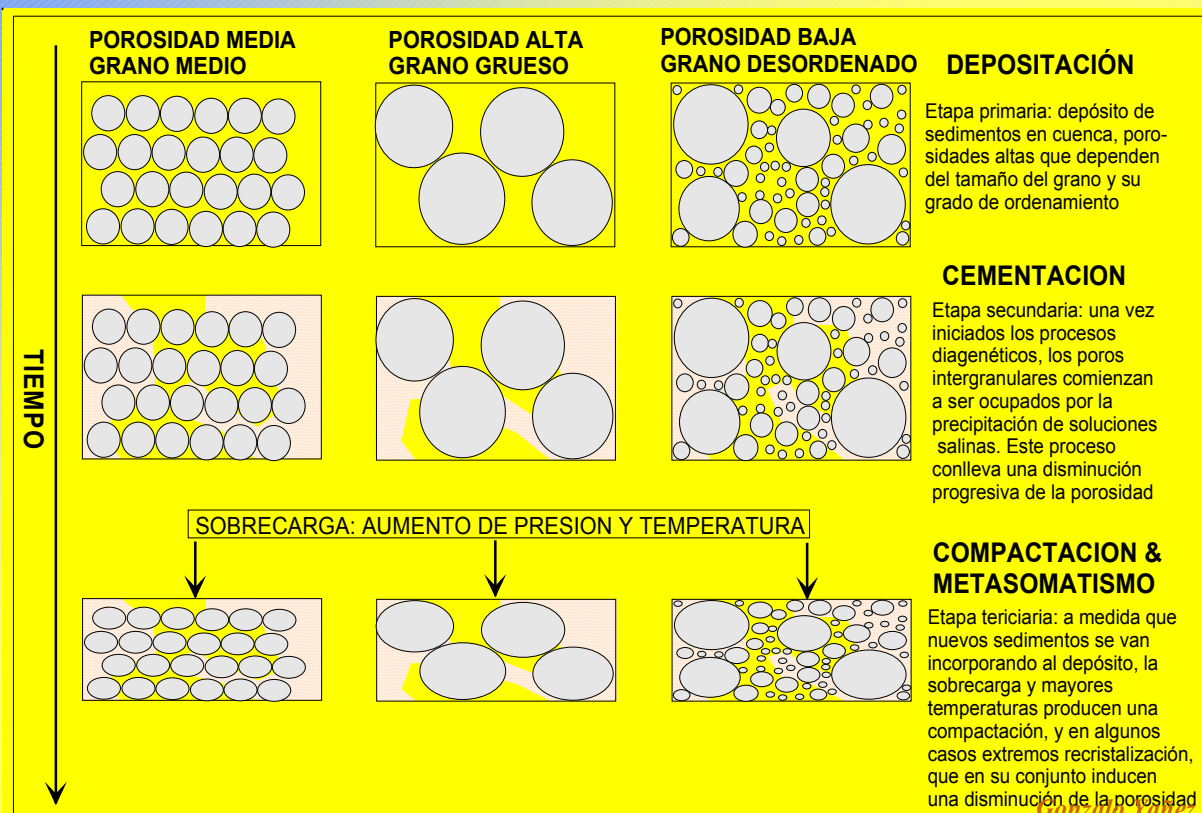 POROSIDAD MEDIA
GRANO MEDIO
POROSIDAD ALTA
GRANO GRUESO
POROSIDAD BAJA
GRANO DESORDENADO
DEPOSITACIÓN
Etapa primaria: depósito de
sedimentos en cuenca, poro-
sidades altas que dependen
del tamaño del grano y su
grado de ordenamiento
CEMENTACION
Etapa secundaria: una vez
iniciados los procesos
diagenéticos, los poros
intergranulares comienzan
a ser ocupados por la
precipitación de soluciones
salinas. Este proceso
conlleva una disminución
progresiva de la porosidad
TIEMPO
SOBRECARGA: AUMENTO DE PRESION Y TEMPERATURA
COMPACTACION &
METASOMATISMO
Etapa tericiaria: a medida que
nuevos sedimentos se van
incorporando al depósito, la
sobrecarga y mayores
temperaturas producen una
compactación, y en algunos
casos extremos recristalización,
que en su conjunto inducen
una disminución de la porosidad
Gonzalo Yañez